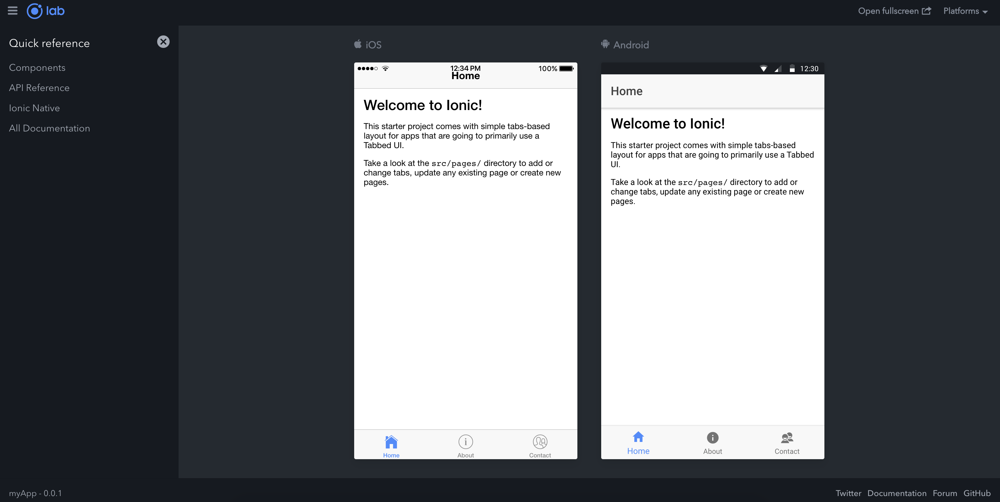 lab
Open fullscreen
Platforms
Quick reference
Components
API Reference
Ionic Native
All Documentation
iOS
12:34 PM
100%
Home
Welcome to Ionic!
This starter project comes with simple tabs-based
layout for apps that are going to primarily use a
Tabbed UI.
Take a look at the src/pages/ directory to add or
change tabs, update any existing page or create new
pages.
Home
About
Contact
Android
12:30
Home
Welcome to Ionic!
This starter project comes with simple tabs-based
layout for apps that are going to primarily use a Tabbed
UI.
Take a look at the src/pages/ directory to add or
change tabs, update any existing page or create new
pages.
Home
About
Contact
myApp - 0.0.1
Twitter Documentation Forum GitHub